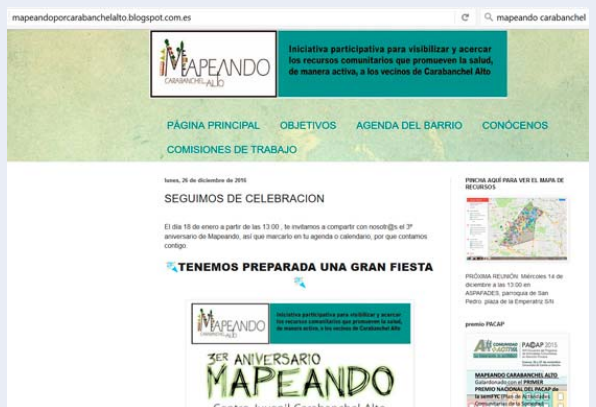 mapeandoporcarabanchelalto.blogspot.com.es
mapeando carabanchel
MAPEANDO
CARABANCHEL ALTO
Iniciativa participativa para visibilizar y acercar
los recursos comunitarios que promueven la salud,
de manera activa, a los vecinos de Carabanchel Alto
PÁGINA PRINCIPAL OBJETIVOS AGENDA DEL BARRIO CONÓCENOS
COMISIONES DE TRABAJO
lunes, 26 de diciembre de 2016
SEGUIMOS DE CELEBRACION
El día 18 de enero a partir de las 13:00 , te invitamos a compartir con nosotr@s el 3º
aniversario de Mapeando, así que marcarlo en tu agenda o calendario, por que contamos
contigo.
TENEMOS PREPARADA UNA GRAN FIESTA
MAPEANDO
CARABANCHEL ALTO
Iniciativa participativa para visibilizar y acercar
los recursos comunitarios que promueven la salud,
de manera activa, a los vecinos de Carabanchel Alto
3ER ANIVERSARIO
MAPEANDO
Centro Juvenil Carabanchel Alto
PINCHA AQUÍ PARA VER EL MAPA DE
RECURSOS
PRÓXIMA REUNIÓN: Miércoles 14 de
diciembre a las 13:00 en
ASPAFADES, parroquia de San
Pedro. plaza de la Emperatriz S/N
premio PACAP
COMUNIDAD
PACAP 2015
MAPEANDO CARABANCHEL ALTO
Galardonado con el PRIMER
PREMIO NACIONAL DEL PACAP de
la semFYC (Plan de Actividades
Comunitarias de la Sociedad